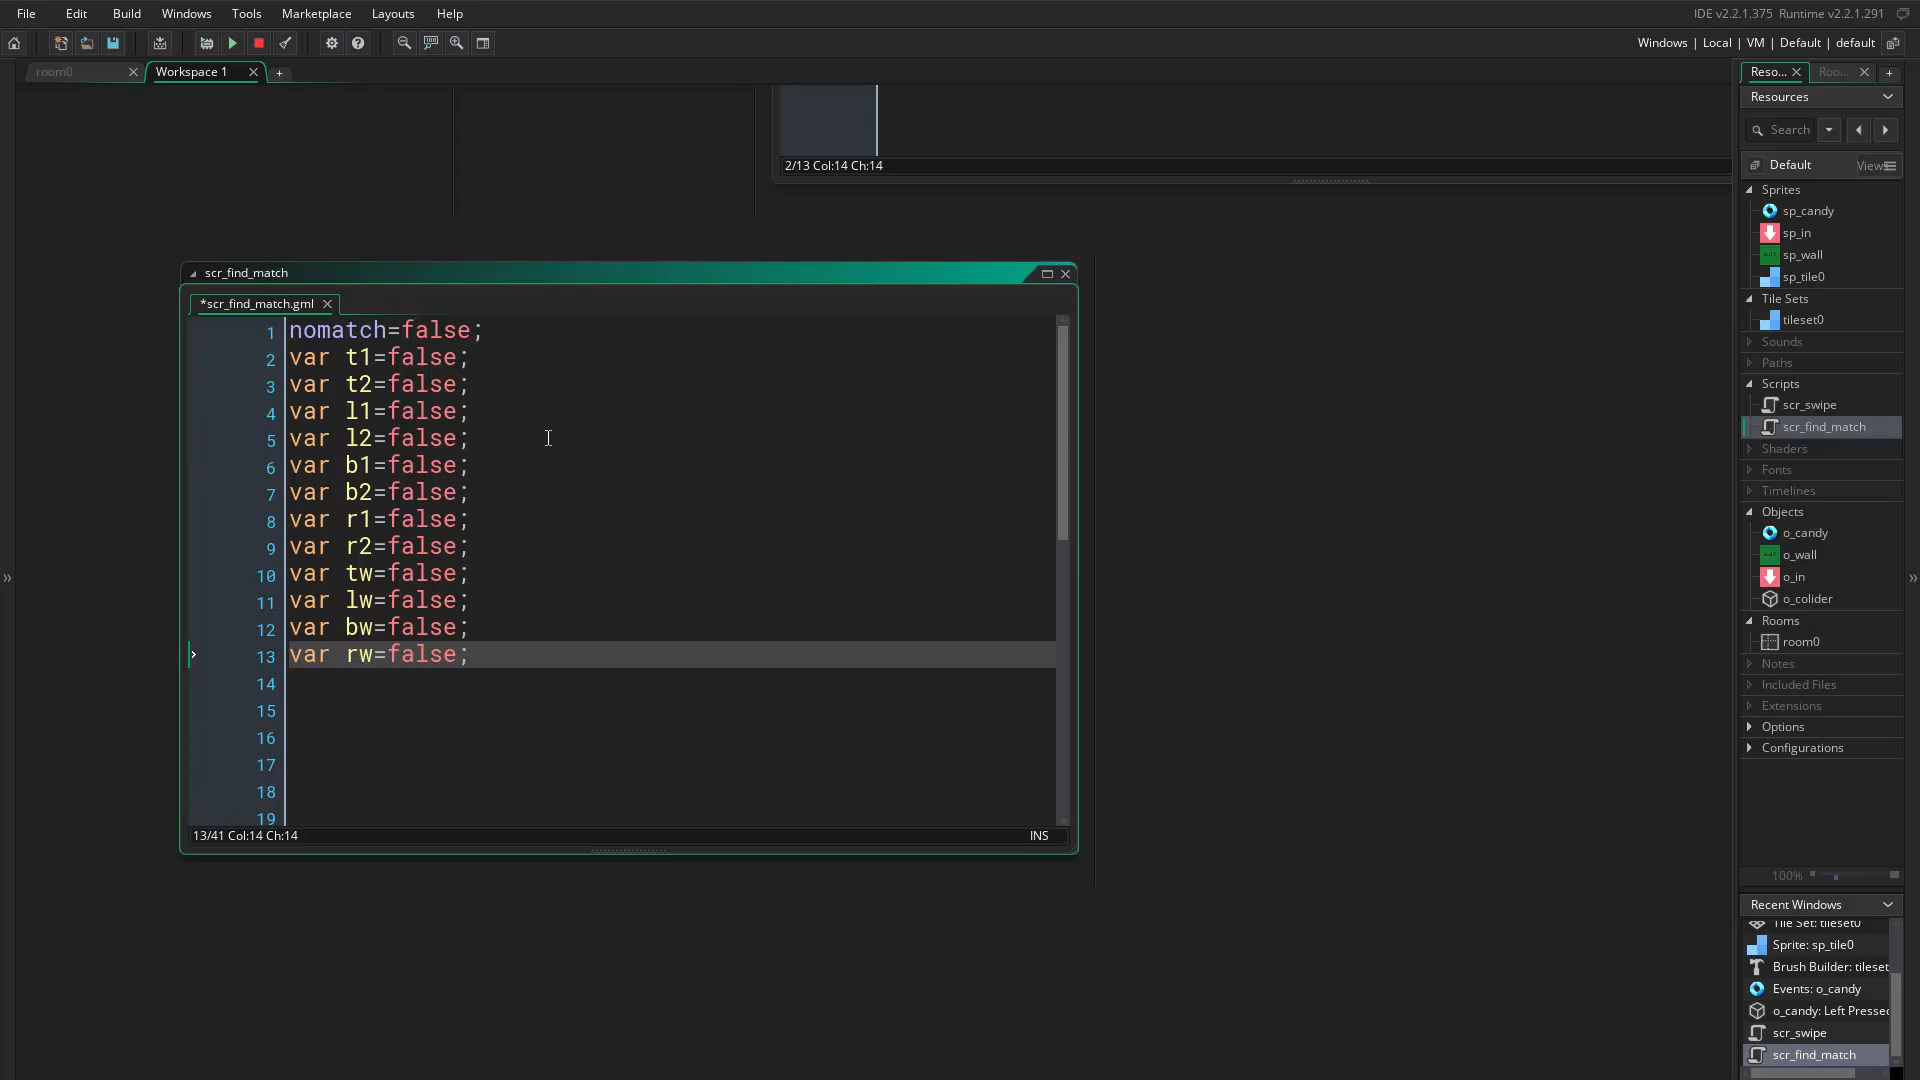 File Edit Build Windows Tools Marketplace Layouts Help
IDE v2.2.1.375 Runtime v2.2.1.291
Windows | Local | VM | Default | default
room0
Workspace 1
Reso...
Roo...
Resources
Search
Default
View
Sprites
sp_candy
sp_in
sp_wall
sp_tile0
Tile Sets
tileset0
Sounds
Paths
Scripts
scr_swipe
scr_find_match
Shaders
Fonts
Timelines
Objects
o_candy
o_wall
o_in
o_colider
Rooms
room0
Notes
Included Files
Extensions
Options
Configurations
100%
Recent Windows
Tile Set: tileset0
Sprite: sp_tile0
Brush Builder: tileset
Events: o_candy
o_candy: Left Pressed
scr_swipe
scr_find_match
2/13 Col:14 Ch:14
scr_find_match
*scr_find_match.gml
1 nomatch=false;
2 var t1=false;
3 var t2=false;
4 var l1=false;
5 var l2=false;
6 var b1=false;
7 var b2=false;
8 var r1=false;
9 var r2=false;
10 var tw=false;
11 var lw=false;
12 var bw=false;
13 var rw=false;
14
15
16
17
18
19
13/41 Col:14 Ch:14
INS